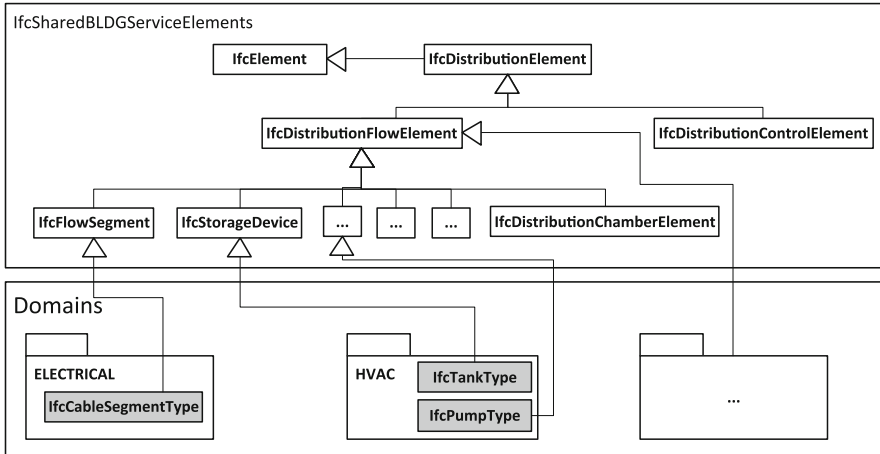 IfcSharedBLDGServiceElements
IfcElement
IfcDistributionElement
IfcDistributionFlowElement
IfcDistributionControlElement
IfcFlowSegment
IfcStorageDevice
...
...
...
IfcDistributionChamberElement
Domains
ELECTRICAL
IfcCableSegmentType
HVAC
IfcTankType
IfcPumpType
...